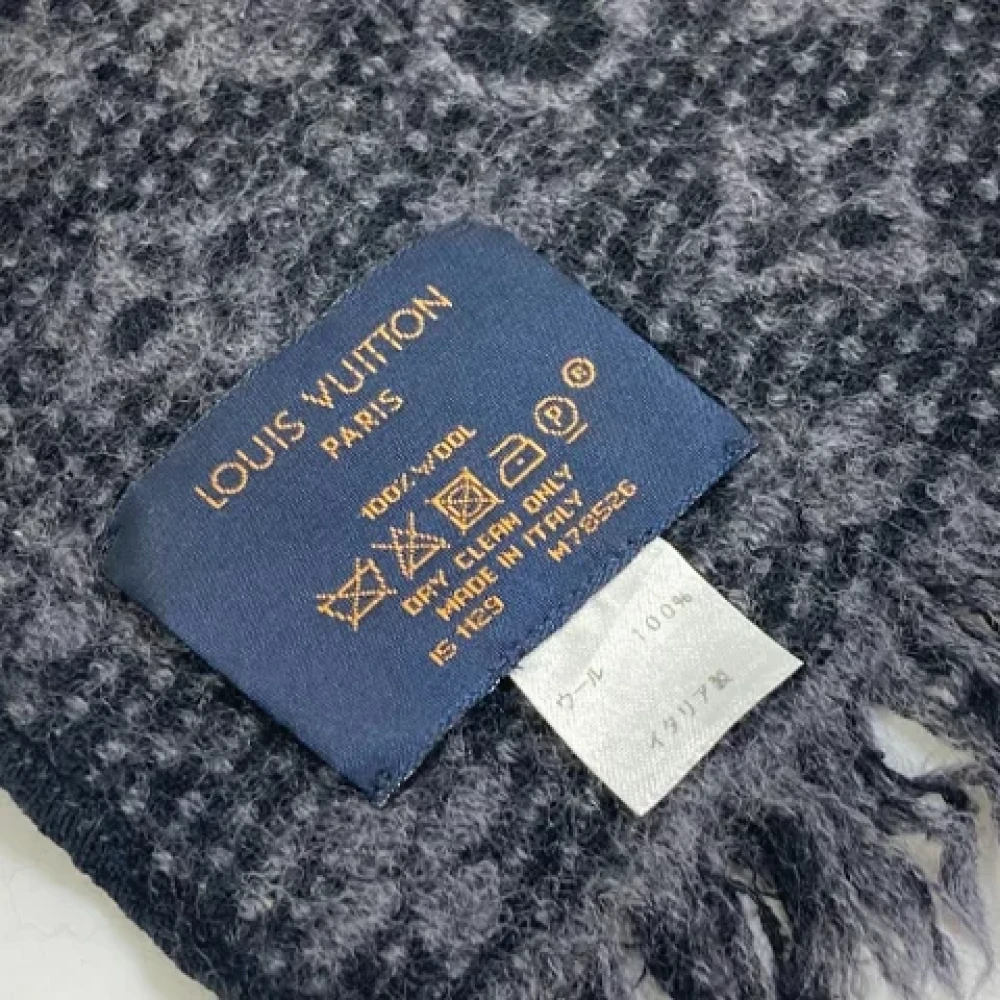 LOUIS VUITTON
PARIS
®
100% WOOL
P
DRY CLEAN ONLY
MADE IN ITALY
IS 1129 M78526
ウール 100%
イタリア製